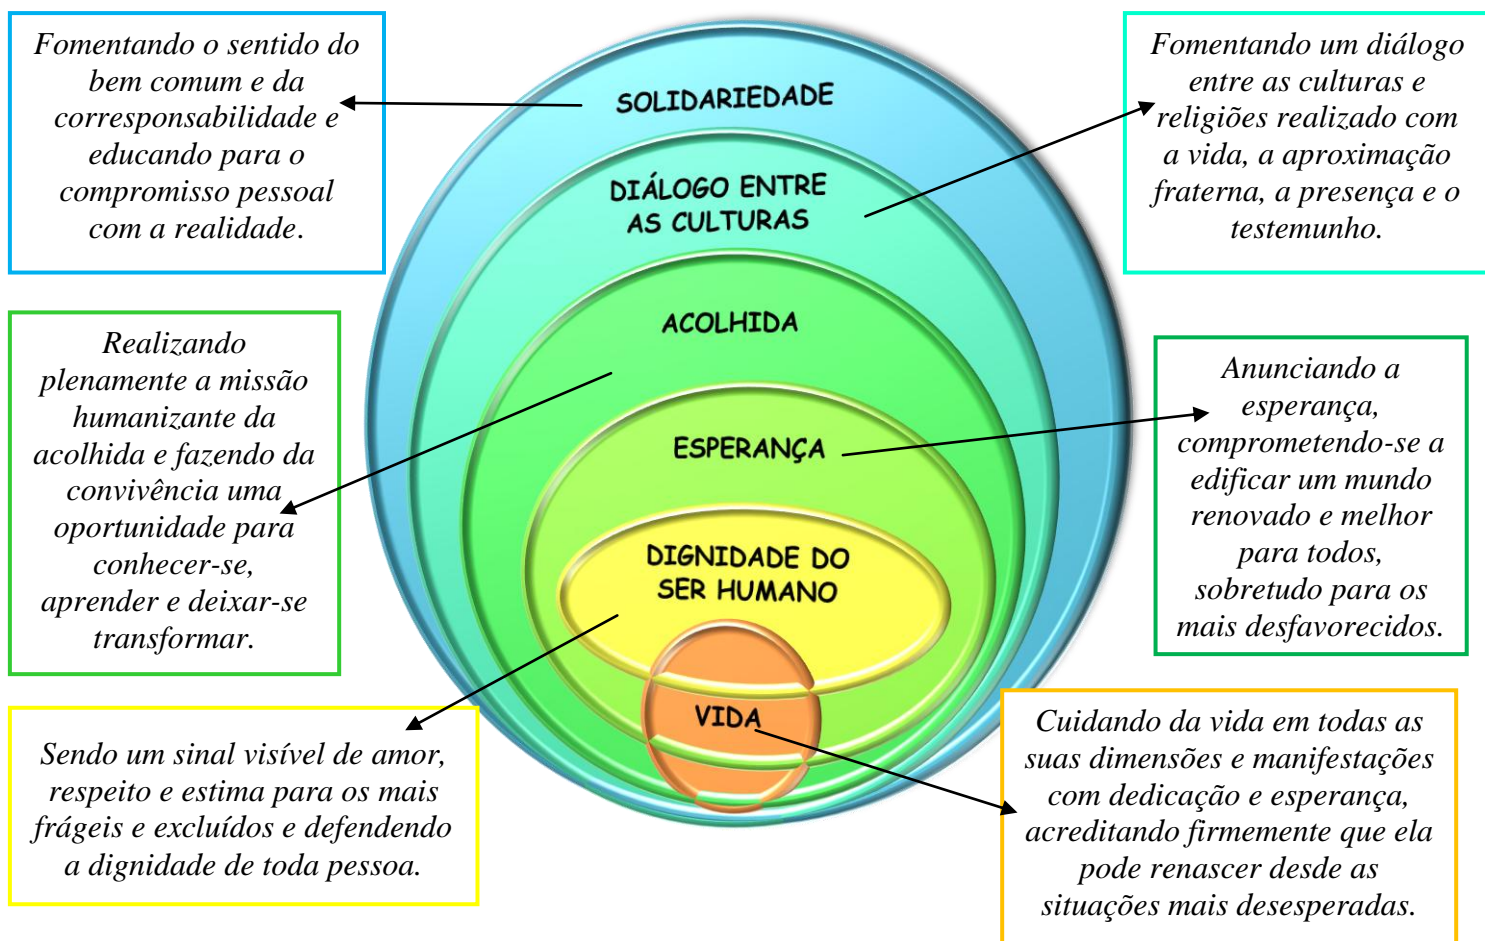 Fomentando o sentido do
bem comum e da
corresponsabilidade e
educando para o
compromisso pessoal
com a realidade.
SOLIDARIEDADE
Fomentando um diálogo
entre as culturas e
religiões realizado com
a vida, a aproximação
fraterna, a presença e o
testemunho.
DIÁLOGO ENTRE
AS CULTURAS
Realizando
plenamente a missão
humanizante da
acolhida e fazendo da
convivência uma
oportunidade para
conhecer-se,
aprender e deixar-se
transformar.
ACOLHIDA
Anunciando a
esperança,
comprometendo-se a
edificar um mundo
renovado e melhor
para todos,
sobretudo para os
mais desfavorecidos.
ESPERANÇA
DIGNIDADE DO
SER HUMANO
Sendo um sinal visível de amor,
respeito e estima para os mais
frágeis e excluídos e defendendo
a dignidade de toda pessoa.
VIDA
Cuidando da vida em todas as
suas dimensões e manifestações
com dedicação e esperança,
acreditando firmemente que ela
pode renascer desde as
situações mais desesperadas.